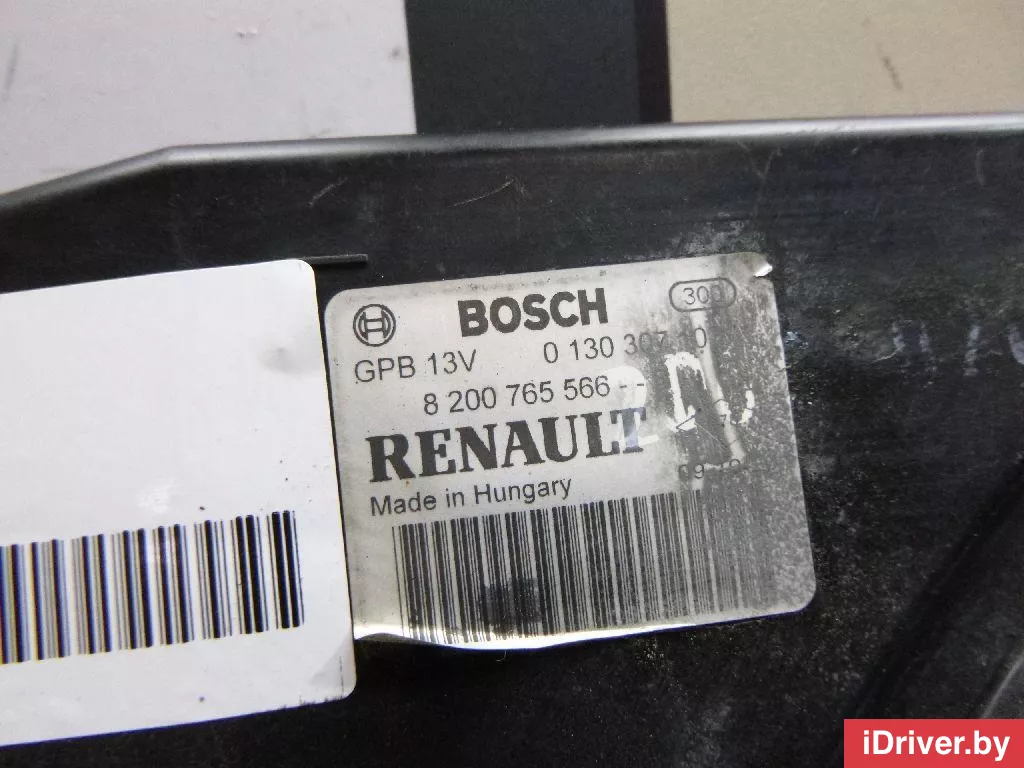 BOSCH
300
GPB 13V 0 130 307
8 200 765 566 - -
RENAULT
Made in Hungary
iDriver.by